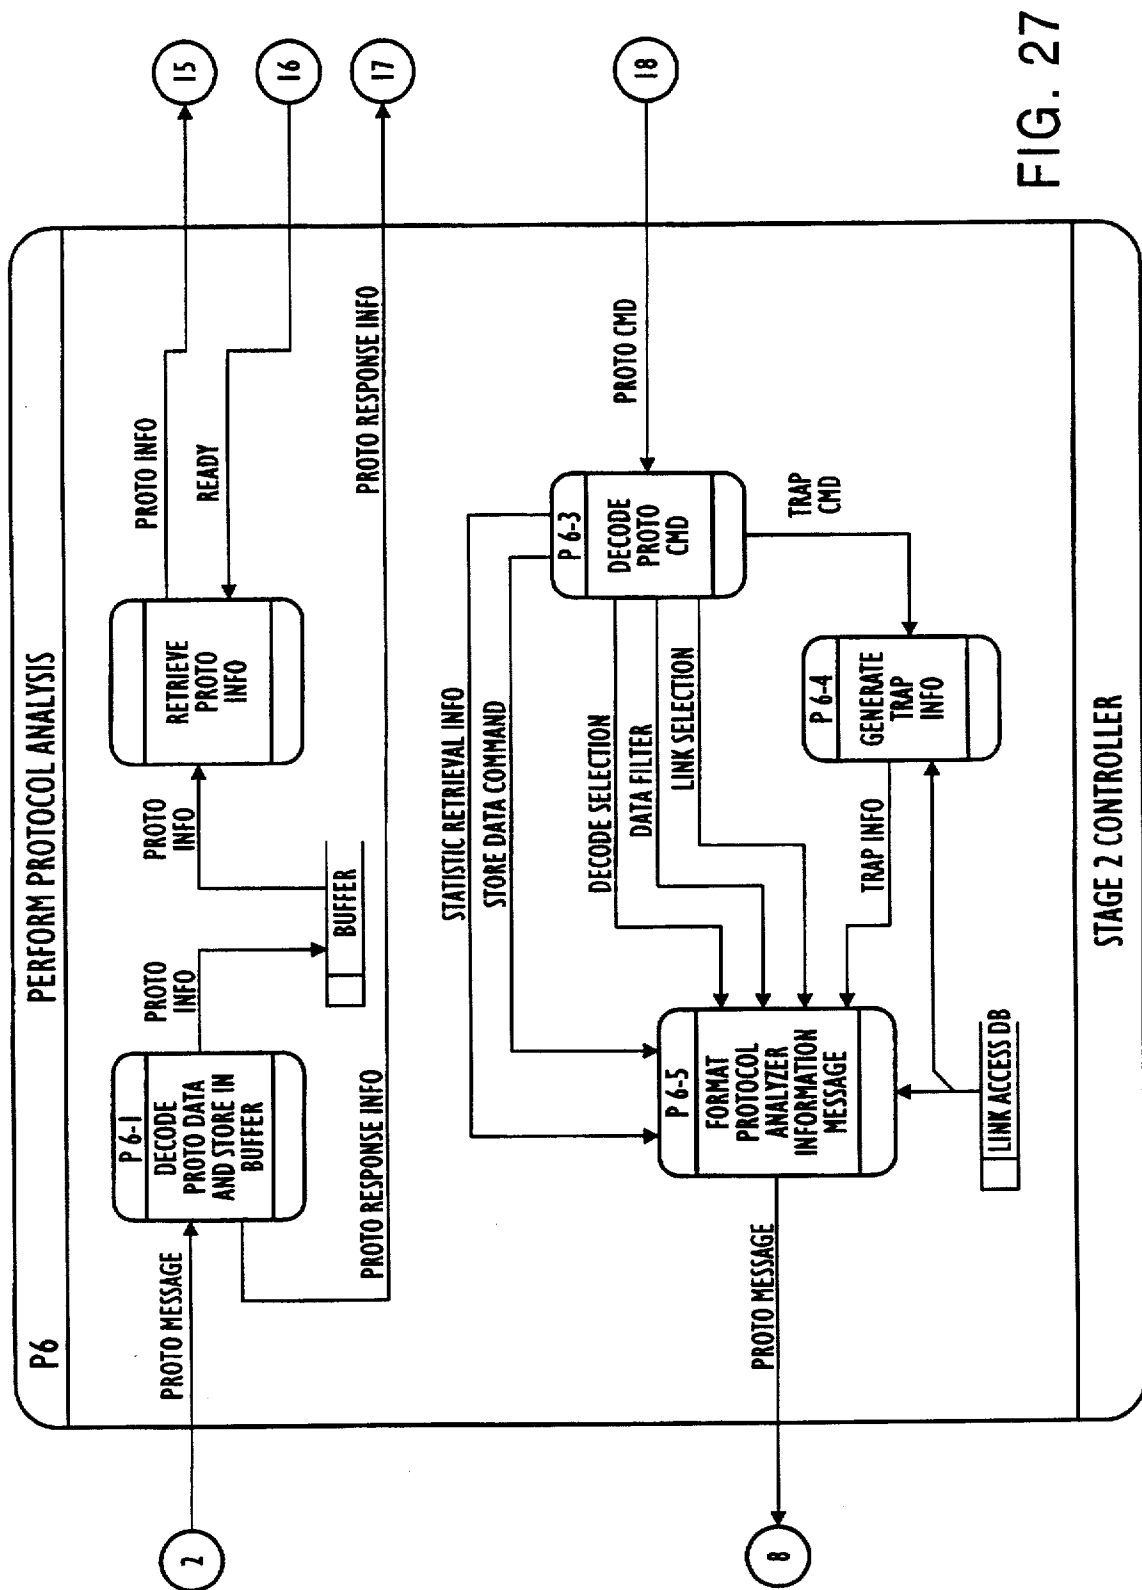 P6
PERFORM PROTOCOL ANALYSIS
2
PROTO MESSAGE
P 6-1
DECODE
PROTO DATA
AND STORE IN
BUFFER
PROTO
INFO
BUFFER
PROTO
INFO
RETRIEVE
PROTO
INFO
PROTO INFO
READY
15
16
17
PROTO RESPONSE INFO
PROTO RESPONSE INFO
STATISTIC RETRIEVAL INFO
STORE DATA COMMAND
DECODE SELECTION
DATA FILTER
LINK SELECTION
P 6-3
DECODE
PROTO
CMD
PROTO CMD
18
TRAP
CMD
P 6-4
GENERATE
TRAP
INFO
TRAP INFO
P 6-5
FORMAT
PROTOCOL
ANALYZER
INFORMATION
MESSAGE
PROTO MESSAGE
8
LINK ACCESS DB
STAGE 2 CONTROLLER
FIG. 27